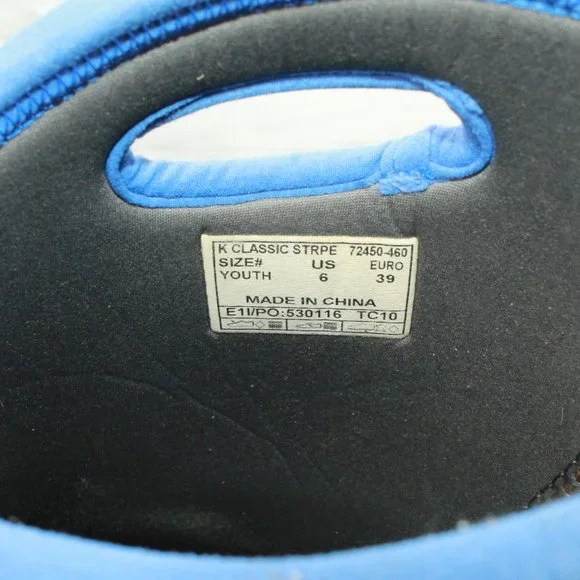 K CLASSIC STRPE 72450-460
SIZE# US EURO
YOUTH 6 39
MADE IN CHINA
E1I/PO:530116 TC10